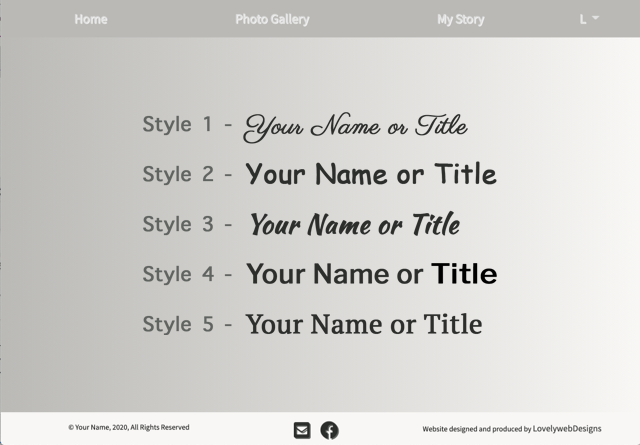 Home Photo Gallery My Story L
Style 1 - Your Name or Title
Style 2 - Your Name or Title
Style 3 - Your Name or Title
Style 4 - Your Name or Title
Style 5 - Your Name or Title
© Your Name, 2020, All Rights Reserved Website designed and produced by LovelywebDesigns